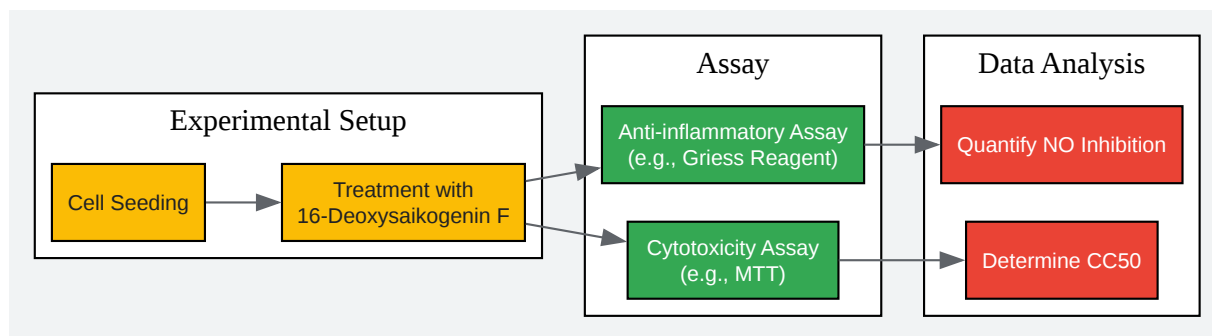 Experimental Setup
Cell Seeding
Treatment with
16-Deoxysaikogenin F
Assay
Anti-inflammatory Assay
(e.g., Griess Reagent)
Cytotoxicity Assay
(e.g., MTT)
Data Analysis
Quantify NO Inhibition
Determine CC50